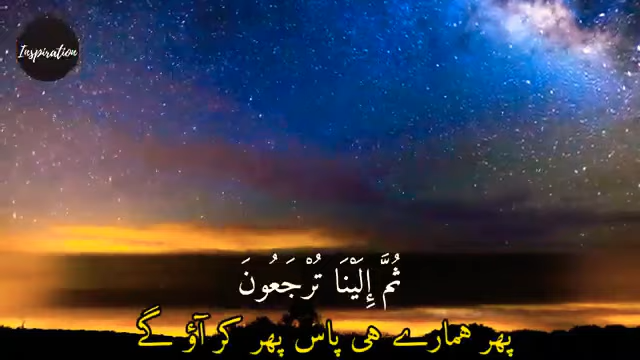 Inspiration
ثُمَّ إِلَيْنَا تُرْجَعُونَ
پھر ہمارے ہی پاس پھر کر آؤ گے